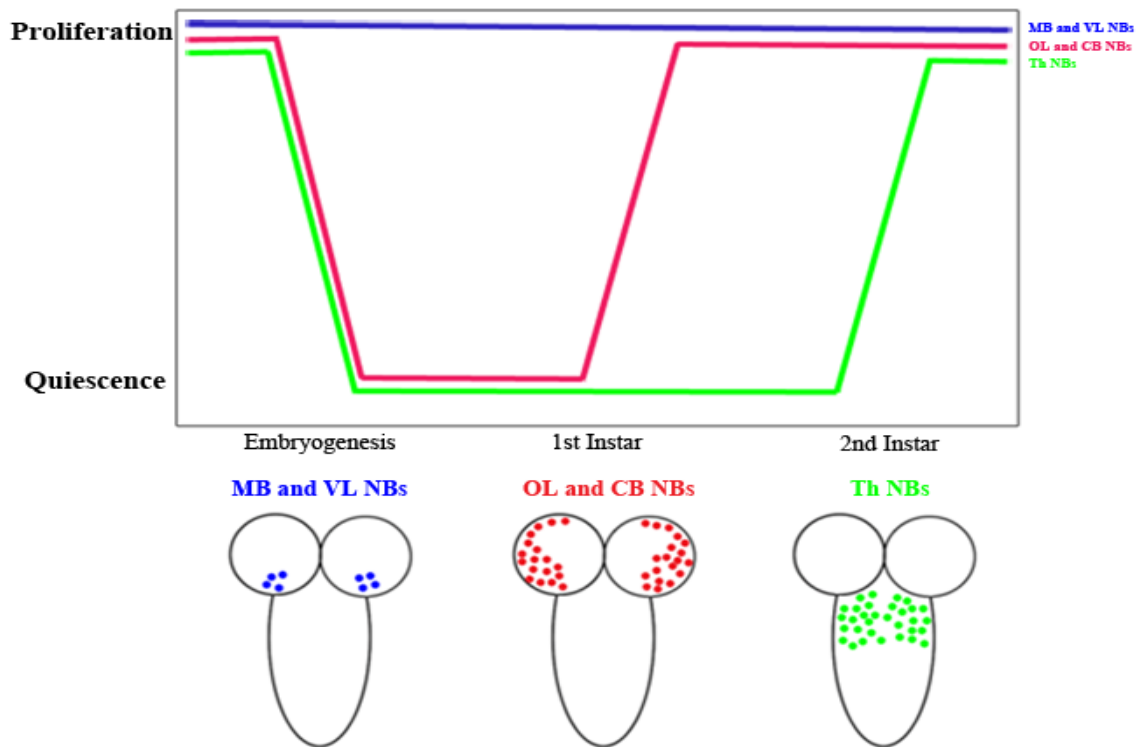 Proliferation
MB and VL NBs
OL and CB NBs
Th NBs
Quiescence
Embryogenesis
1st Instar
2nd Instar
MB and VL NBs
OL and CB NBs
Th NBs